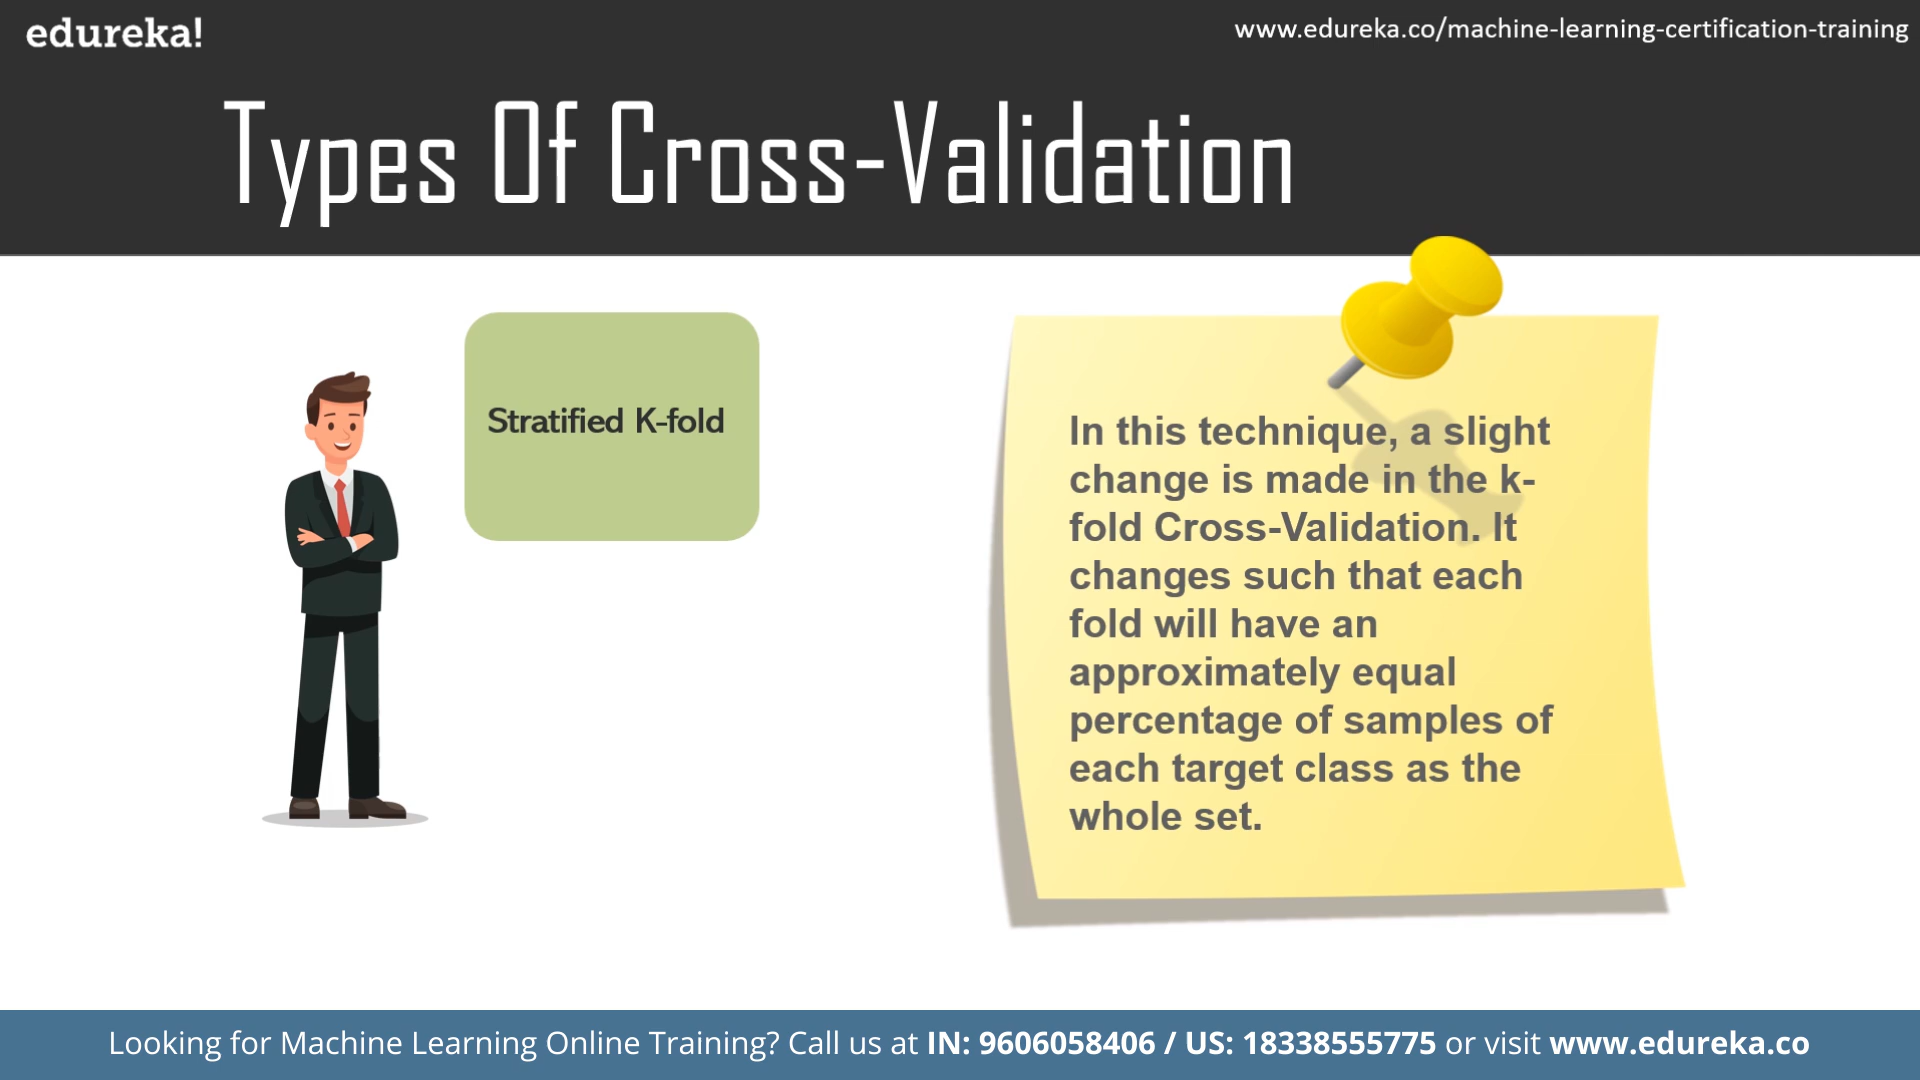 edureka!
www.edureka.co/machine-learning-certification-training
Types Of Cross-Validation
Stratified K-fold
In this technique, a slight
change is made in the k-
fold Cross-Validation. It
changes such that each
fold will have an
approximately equal
percentage of samples of
each target class as the
whole set.
Looking for Machine Learning Online Training? Call us at IN: 9606058406 / US: 18338555775 or visit www.edureka.co